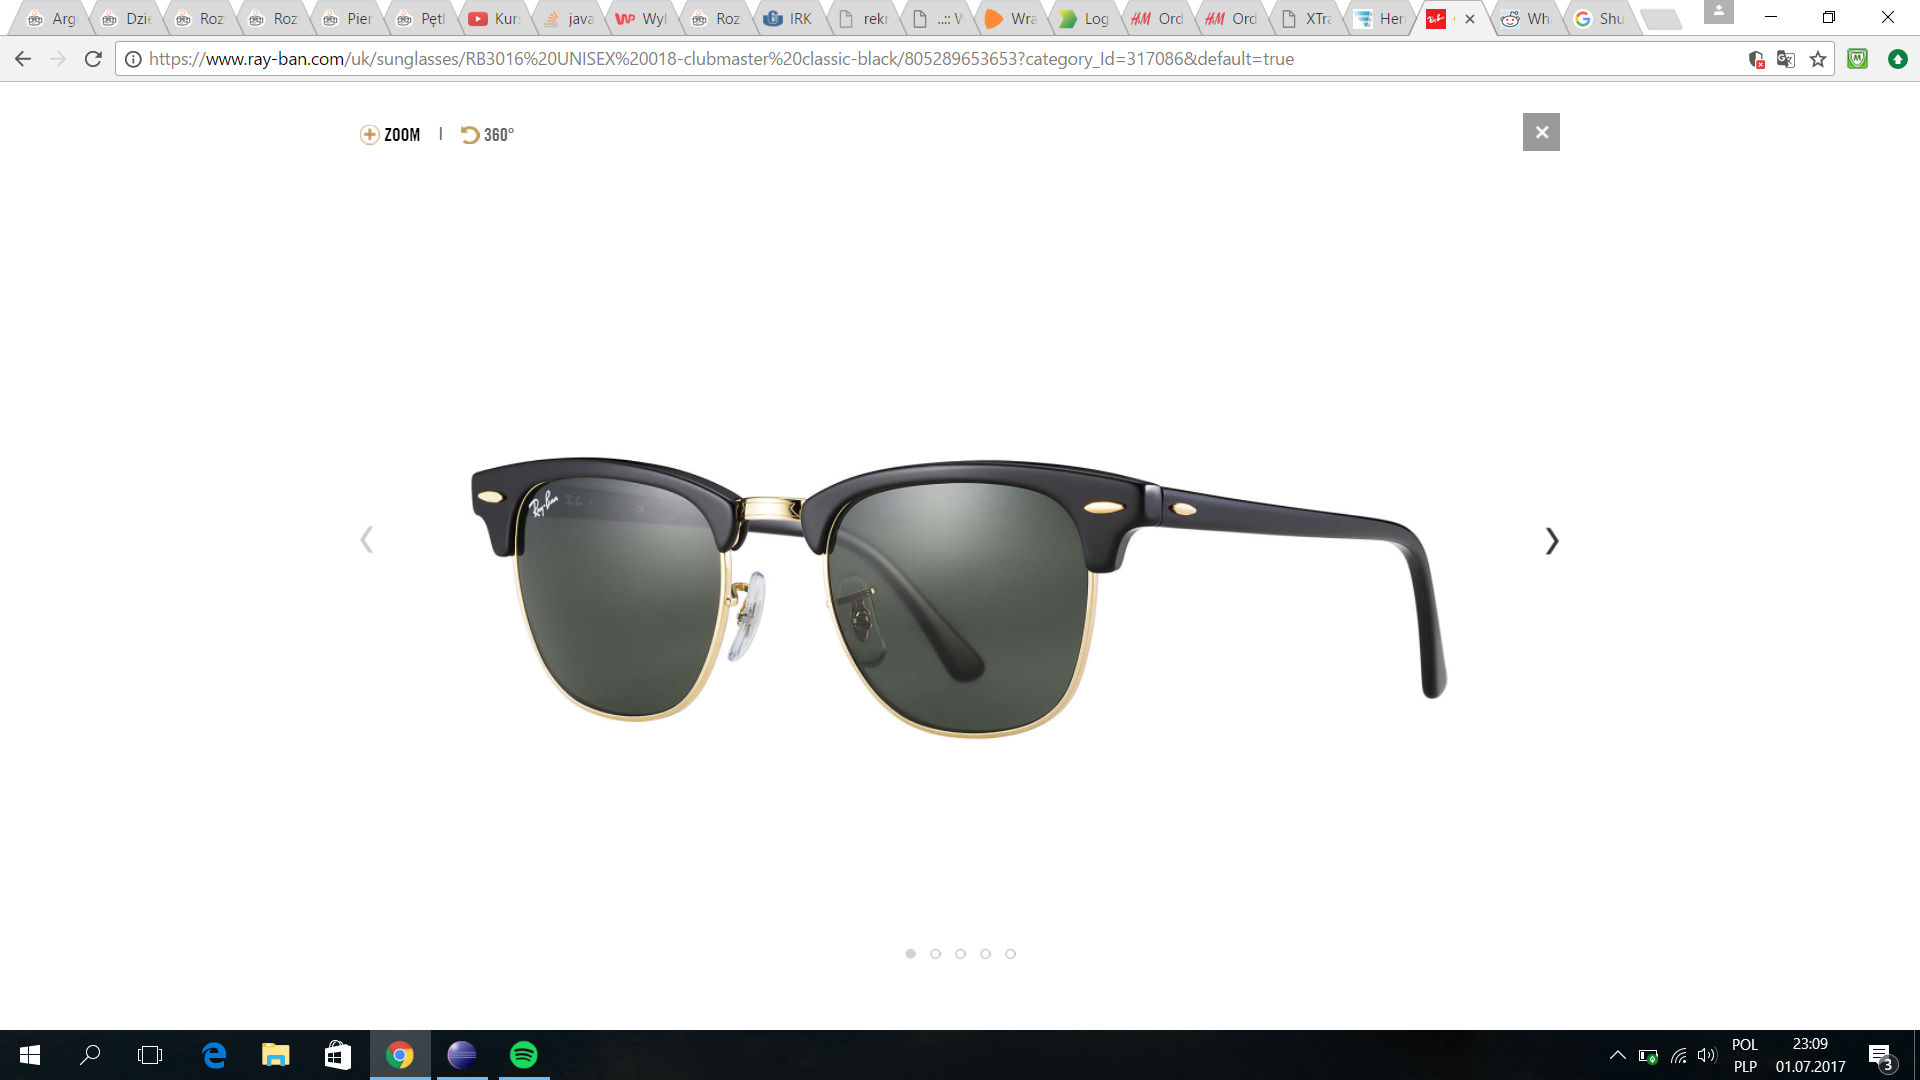 Arg
Dzie
Roz
Roz
Pier
Pętl
Kurs
java
Wyl
Roz
IRK
rekr
..:: W
Wra
Log
H&M Ord
H&M Ord
XTra
Her
Wh
Shu
https://www.ray-ban.com/uk/sunglasses/RB3016%20UNISEX%20018-clubmaster%20classic-black/805289653653?category_Id=317086&default=true
ZOOM | 360°
Ray-Ban
POL
PLP
23:09
01.07.2017
3